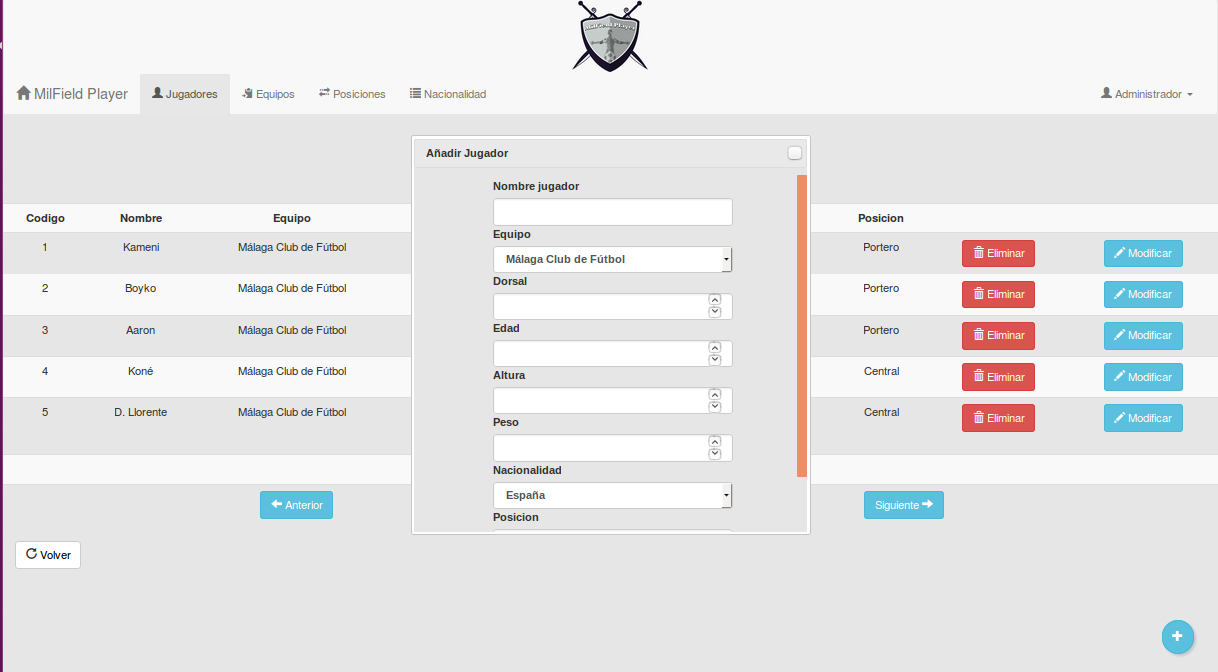 MilField Player
Jugadores
Equipos
Posiciones
Nacionalidad
Administrador
Añadir Jugador
Nombre jugador
Equipo
Málaga Club de Fútbol
Dorsal
Edad
Altura
Peso
Nacionalidad
España
Posicion
Codigo Nombre Equipo Posicion
1 Kameni Málaga Club de Fútbol Portero Eliminar Modificar
2 Boyko Málaga Club de Fútbol Portero Eliminar Modificar
3 Aaron Málaga Club de Fútbol Portero Eliminar Modificar
4 Koné Málaga Club de Fútbol Central Eliminar Modificar
5 D. Llorente Málaga Club de Fútbol Central Eliminar Modificar
Anterior Siguiente
Volver